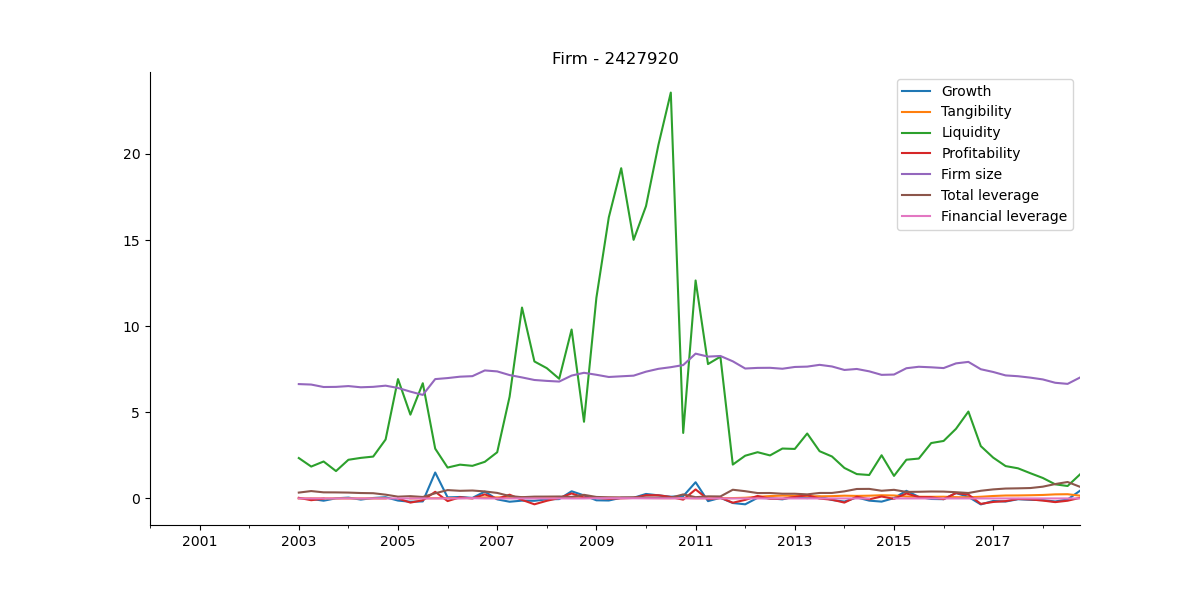 Firm - 2427920
Growth
Tangibility
Liquidity
Profitability
Firm size
Total leverage
Financial leverage
20
15
10
5
0
2001 2003 2005 2007 2009 2011 2013 2015 2017